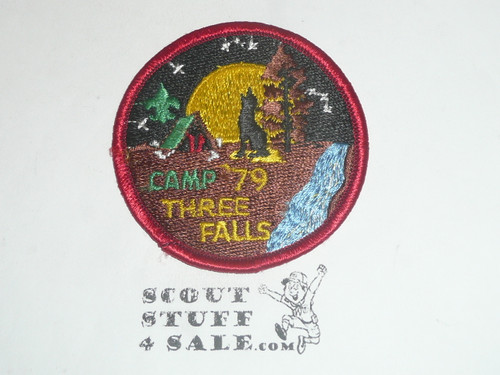 CAMP '79
THREE
FALLS
SCOUT
STUFF
4 SALE.COM